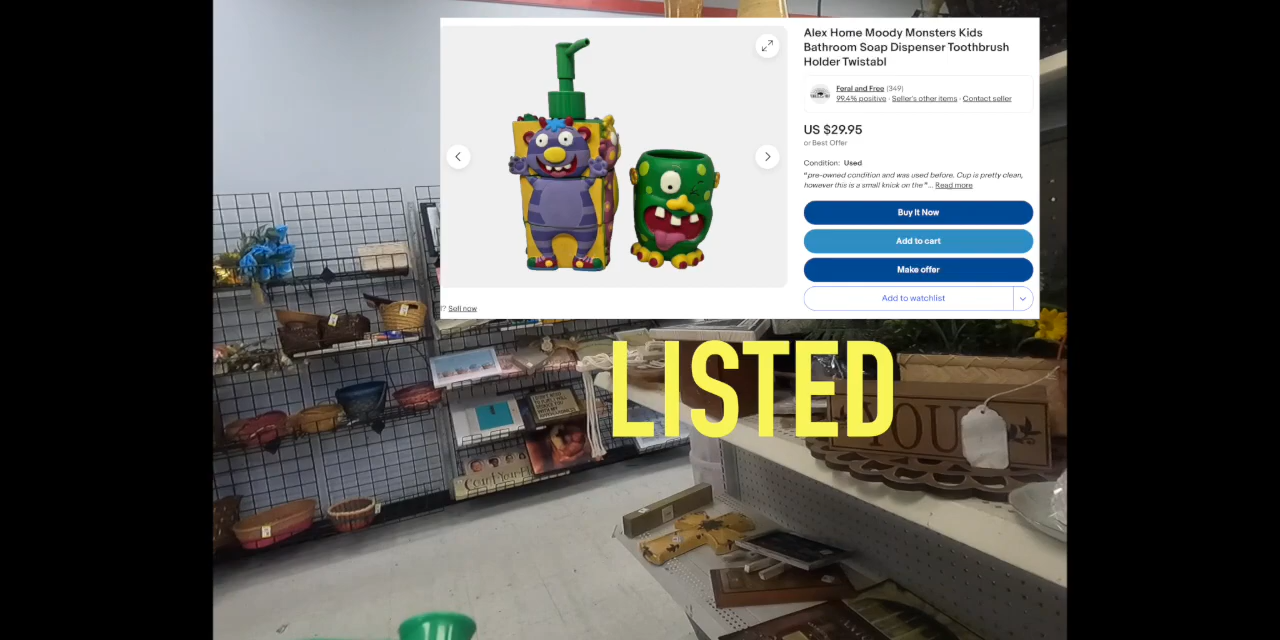 Alex Home Moody Monsters Kids
Bathroom Soap Dispenser Toothbrush
Holder Twistabl
Feral and Free (349)
99.4% positive · Seller's other items · Contact seller
US $29.95
or Best Offer
Condition: Used
"pre-owned condition and was used before. Cup is pretty clean,
however this is a small knick on the "... Read more
Buy It Now
Add to cart
Make offer
Add to watchlist
!? Sell now
LISTED
YOU